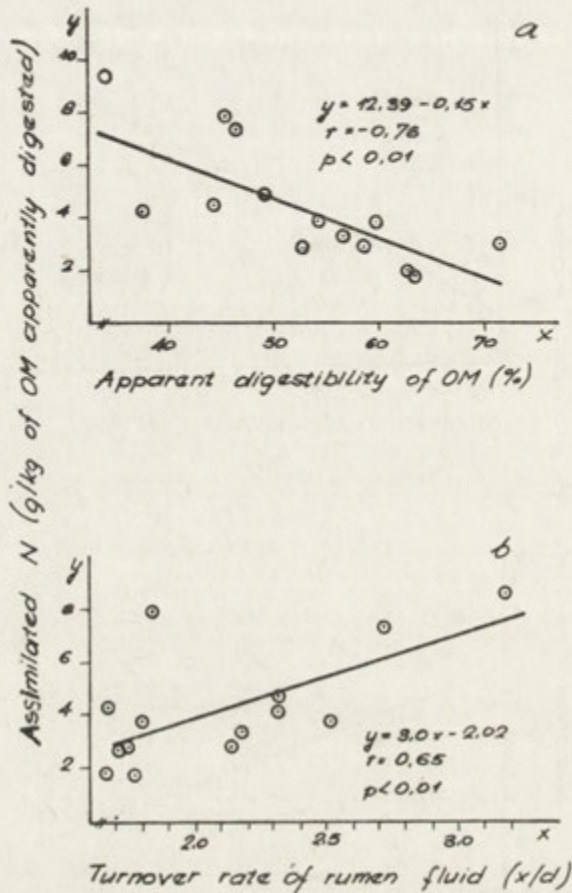 Assimilated N (g/kg of OM apparently digested)
y
a
10
8
6
4
2
y = 12,39 - 0,15 x
r = -0,76
p < 0,01
40 50 60 70 x
Apparent digestibility of OM (%)
y
b
8
6
4
2
y = 3,0 x - 2,02
r = 0,65
p < 0,01
2.0 2.5 3.0 x
Turnover rate of rumen fluid (x/d)